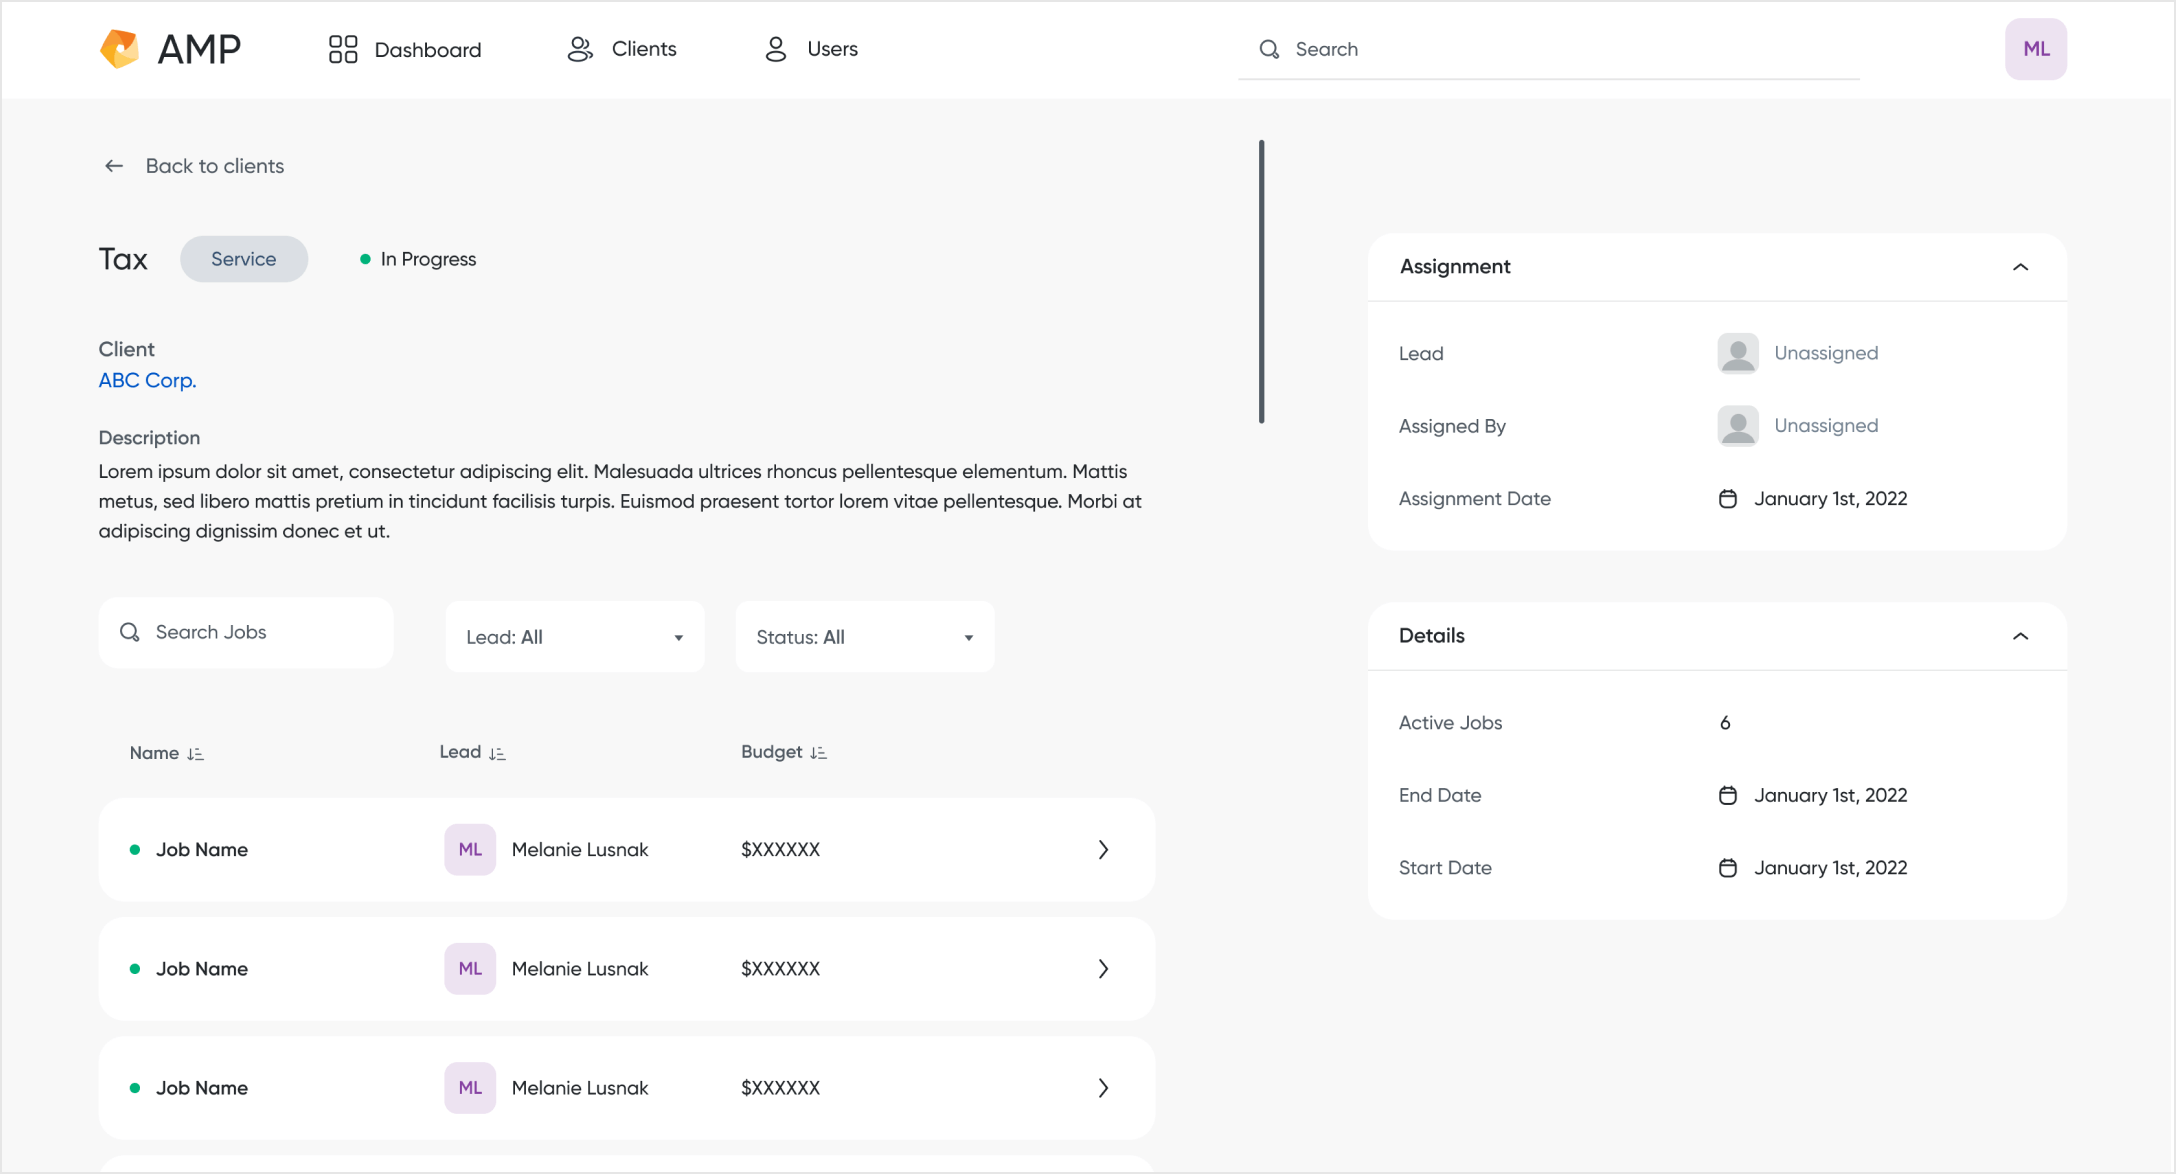 AMP
Dashboard
Clients
Users
Search
ML
Back to clients
Tax
Service
In Progress
Client
ABC Corp.
Description
Lorem ipsum dolor sit amet, consectetur adipiscing elit. Malesuada ultrices rhoncus pellentesque elementum. Mattis
metus, sed libero mattis pretium in tincidunt facilisis turpis. Euismod praesent tortor lorem vitae pellentesque. Morbi at
adipiscing dignissim donec et ut.
Search Jobs
Lead: All
Status: All
Name
Lead
Budget
Job Name
ML
Melanie Lusnak
$XXXXXX
Job Name
ML
Melanie Lusnak
$XXXXXX
Job Name
ML
Melanie Lusnak
$XXXXXX
Assignment
Lead
Unassigned
Assigned By
Unassigned
Assignment Date
January 1st, 2022
Details
Active Jobs
6
End Date
January 1st, 2022
Start Date
January 1st, 2022